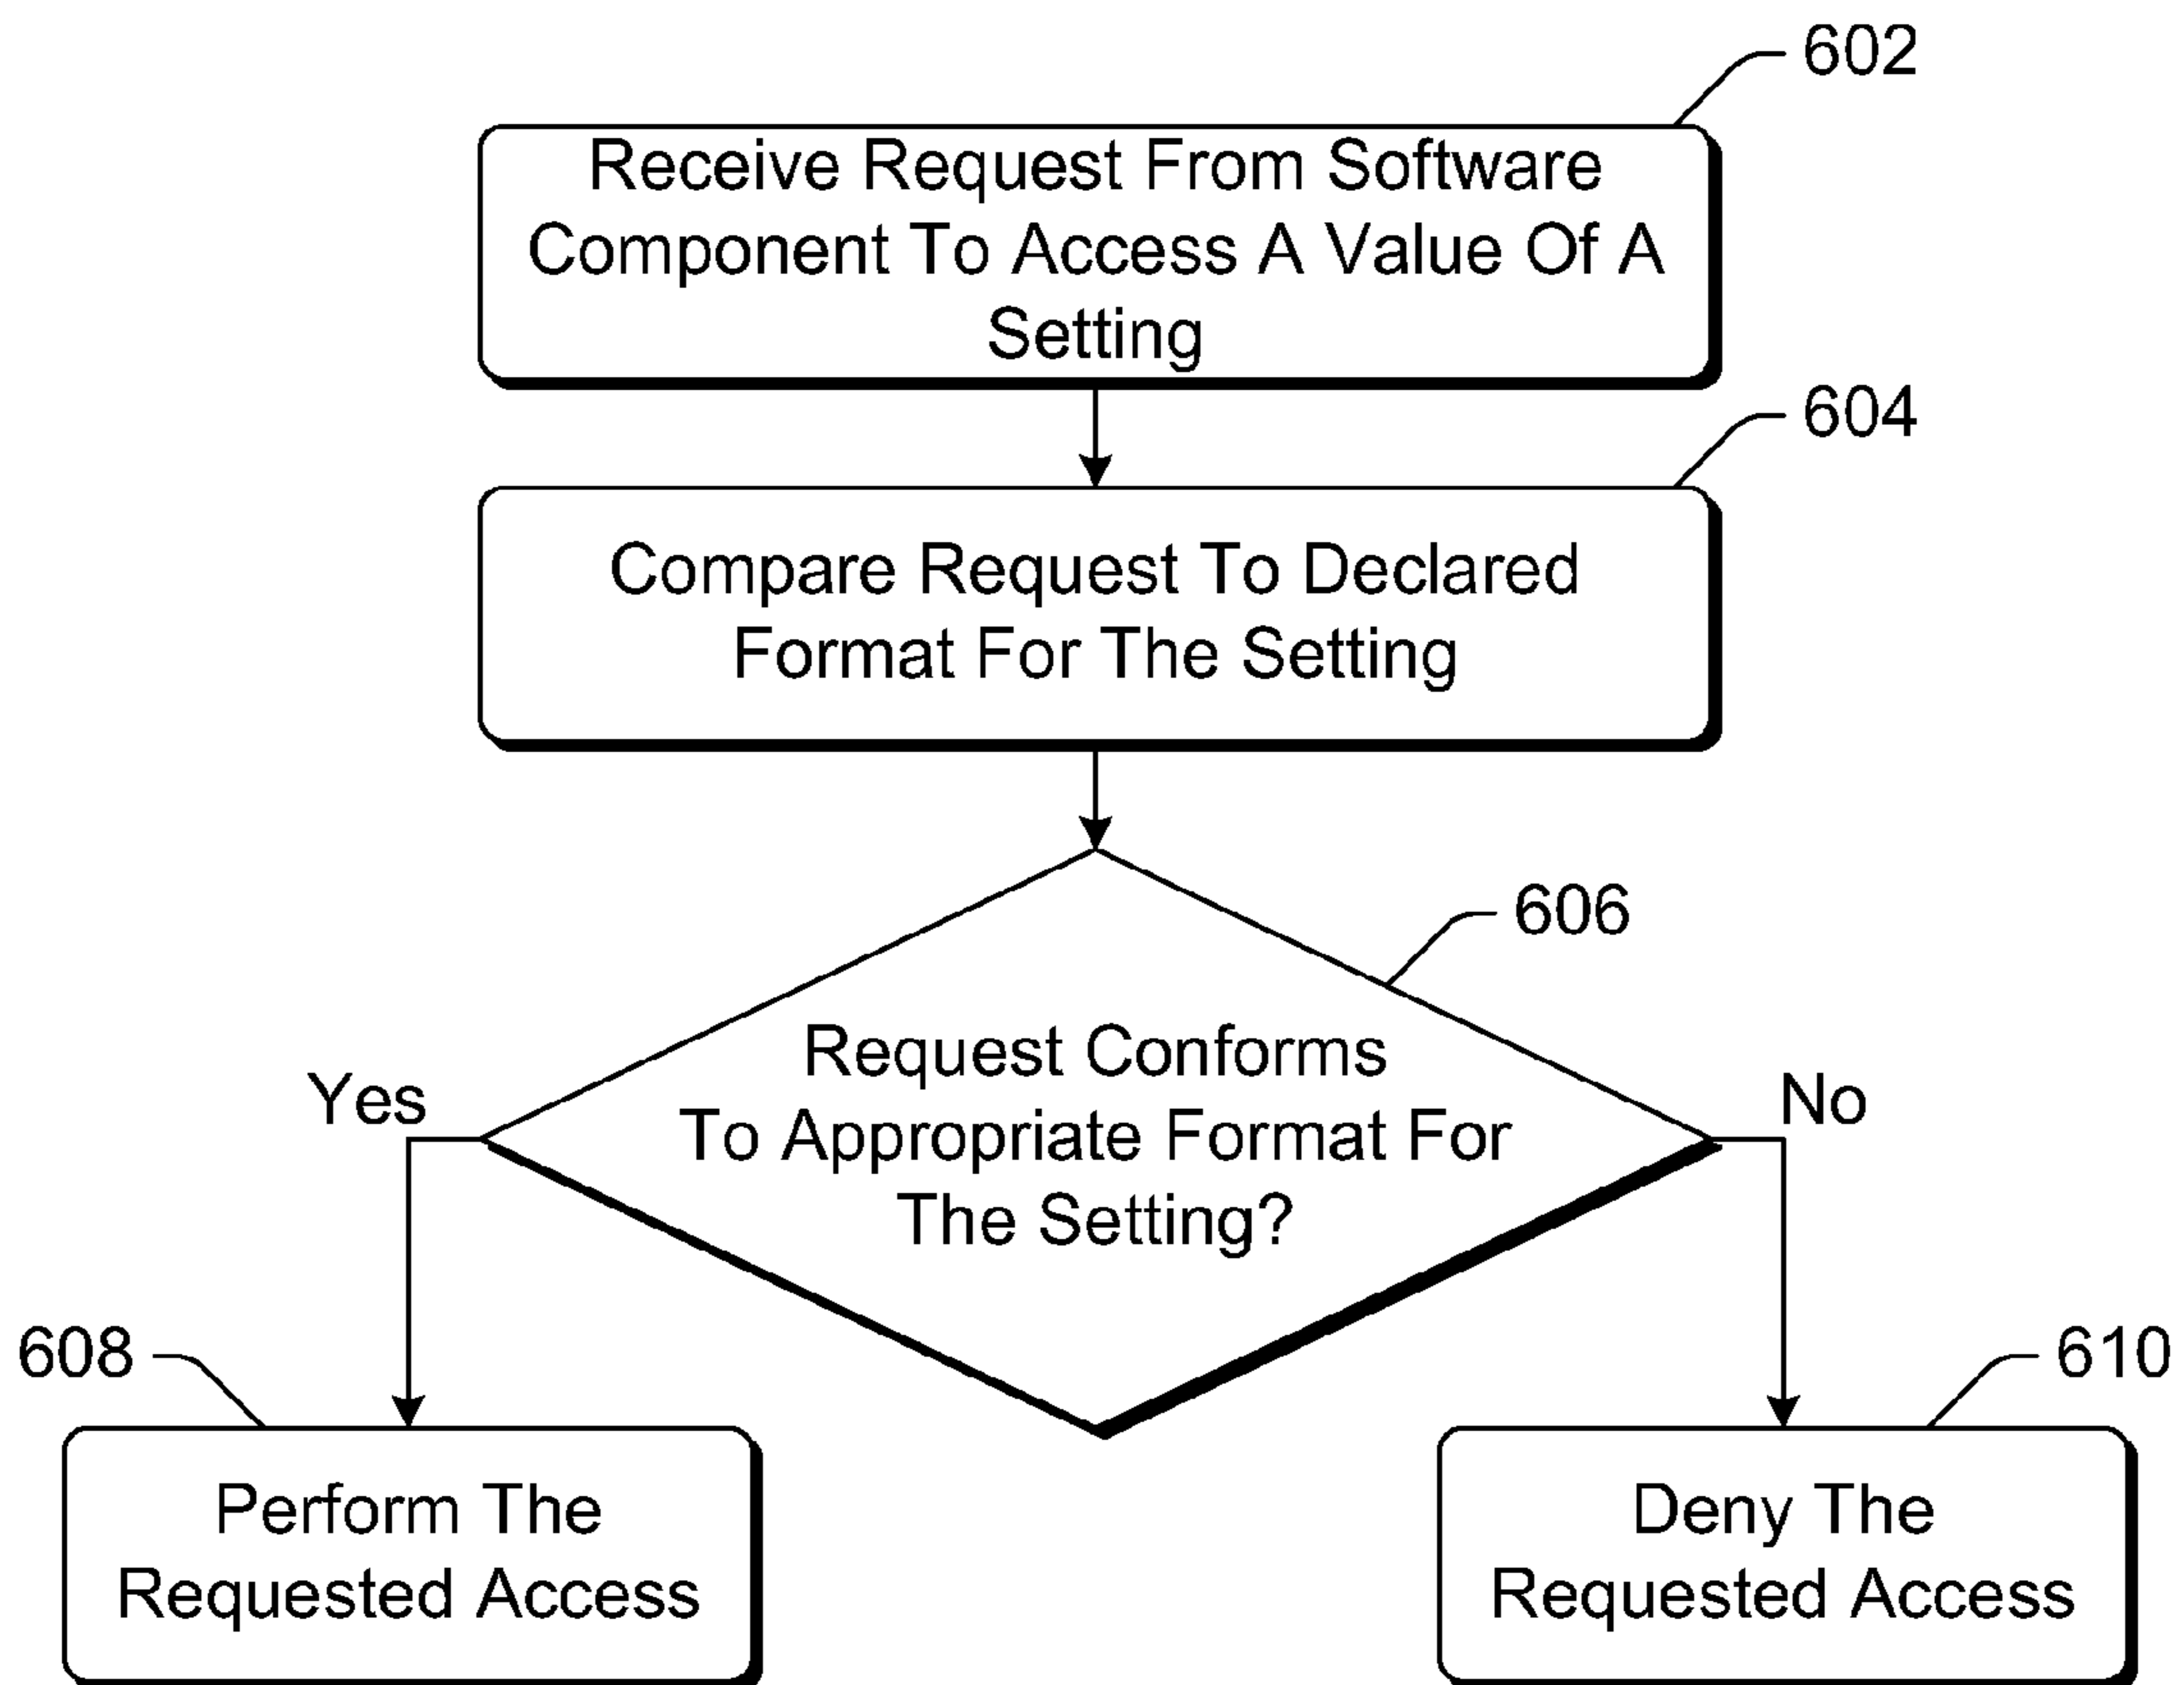 602
Receive Request From Software
Component To Access A Value Of A
Setting
604
Compare Request To Declared
Format For The Setting
606
Request Conforms
To Appropriate Format For
The Setting?
Yes
No
608
610
Perform The
Requested Access
Deny The
Requested Access